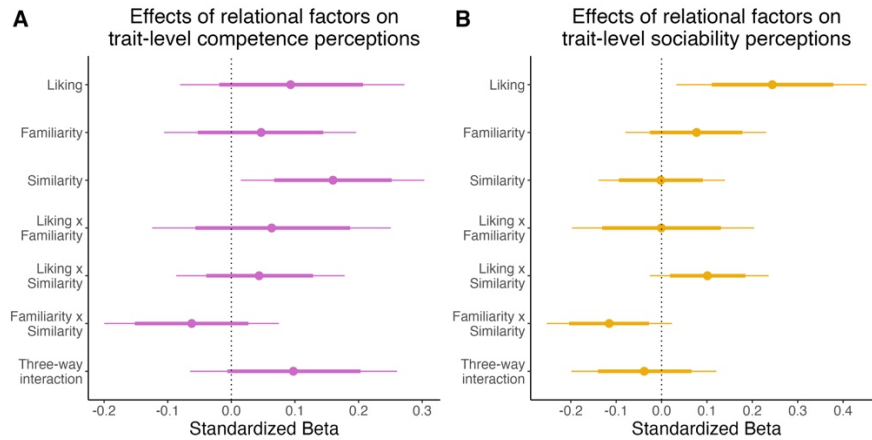 A
Effects of relational factors on
trait-level competence perceptions
Liking
Familiarity
Similarity
Liking x
Familiarity
Liking x
Similarity
Familiarity x
Similarity
Three-way
interaction
-0.2 -0.1 0.0 0.1 0.2 0.3
Standardized Beta
B
Effects of relational factors on
trait-level sociability perceptions
Liking
Familiarity
Similarity
Liking x
Familiarity
Liking x
Similarity
Familiarity x
Similarity
Three-way
interaction
-0.2 -0.1 0.0 0.1 0.2 0.3 0.4
Standardized Beta